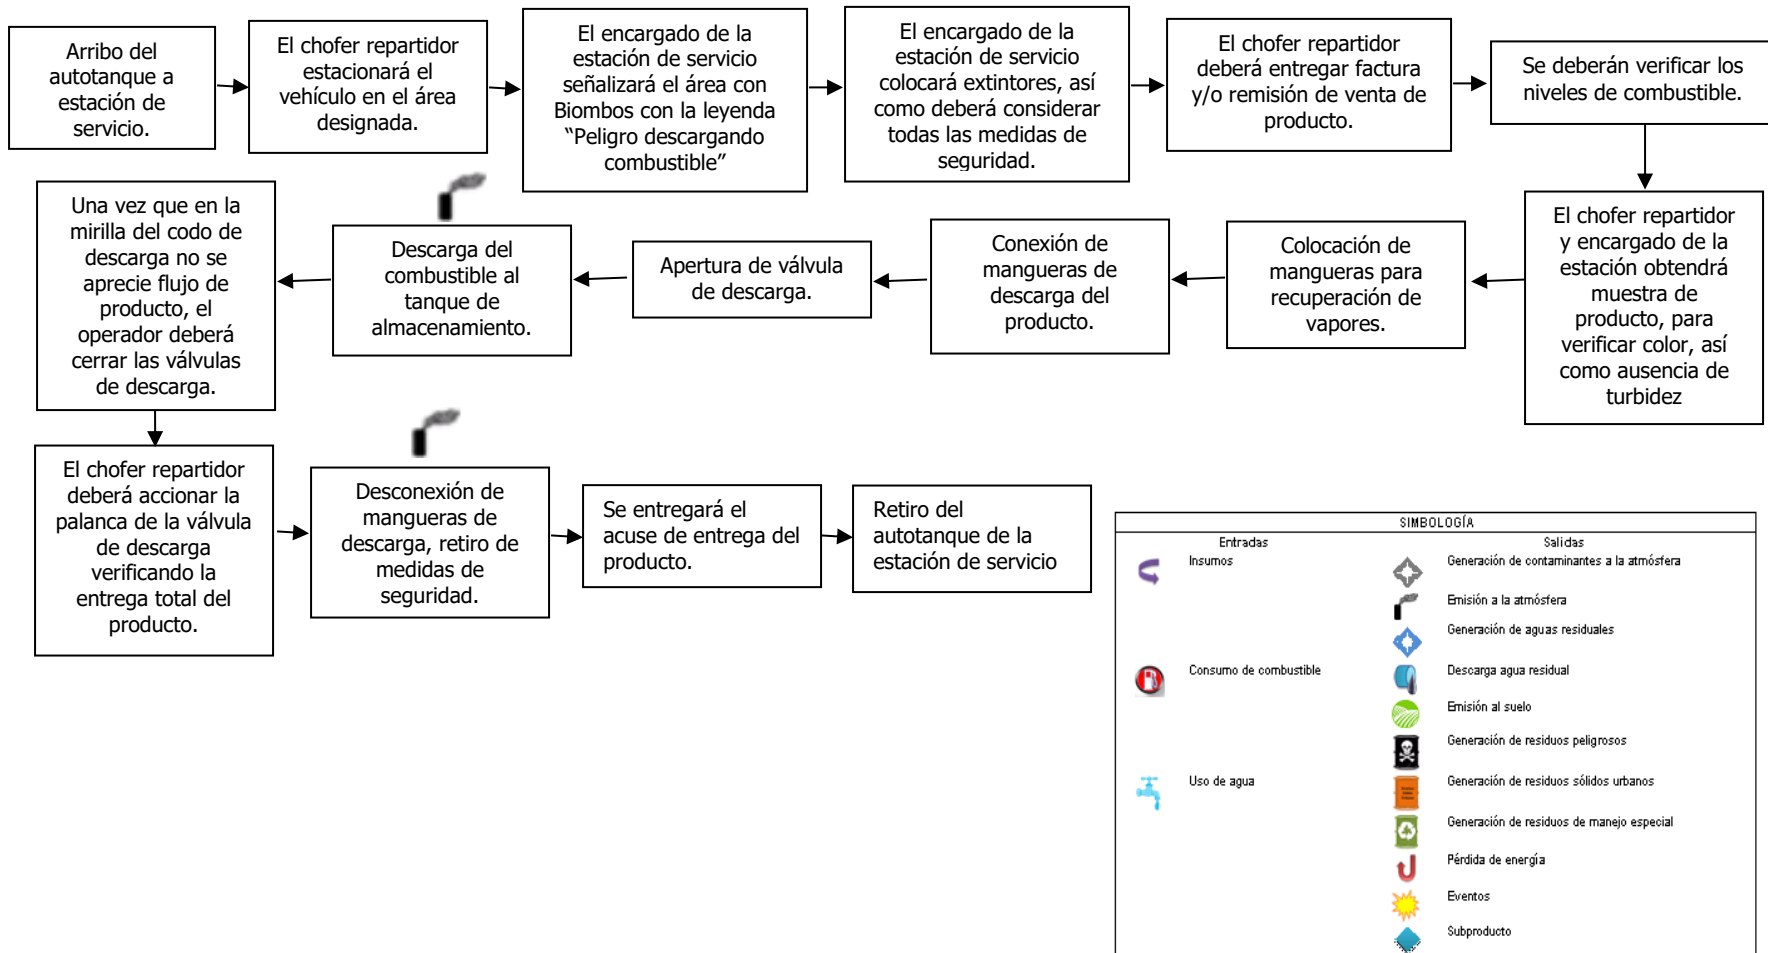 Arribo del
autotanque a
estación de
servicio.
El chofer repartidor
estacionará el
vehículo en el área
designada.
El encargado de la
estación de servicio
señalizará el área con
Biombos con la leyenda
“Peligro descargando
combustible”
El encargado de la
estación de servicio
colocará extintores, así
como deberá considerar
todas las medidas de
seguridad.
El chofer repartidor
deberá entregar factura
y/o remisión de venta de
producto.
Se deberán verificar los
niveles de combustible.
El chofer repartidor
y encargado de la
estación obtendrá
muestra de
producto, para
verificar color, así
como ausencia de
turbidez
Colocación de
mangueras para
recuperación de
vapores.
Conexión de
mangueras de
descarga del
producto.
Apertura de válvula
de descarga.
Descarga del
combustible al
tanque de
almacenamiento.
Una vez que en la
mirilla del codo de
descarga no se
aprecie flujo de
producto, el
operador deberá
cerrar las válvulas
de descarga.
El chofer repartidor
deberá accionar la
palanca de la válvula
de descarga
verificando la
entrega total del
producto.
Desconexión de
mangueras de
descarga, retiro de
medidas de
seguridad.
Se entregará el
acuse de entrega del
producto.
Retiro del
autotanque de la
estación de servicio
SIMBOLOGÍA
Entradas
Salidas
Insumos
Generación de contaminantes a la atmósfera
Emisión a la atmósfera
Generación de aguas residuales
Consumo de combustible
Descarga agua residual
Emisión al suelo
Generación de residuos peligrosos
Uso de agua
Generación de residuos sólidos urbanos
Generación de residuos de manejo especial
Pérdida de energía
Eventos
Subproducto